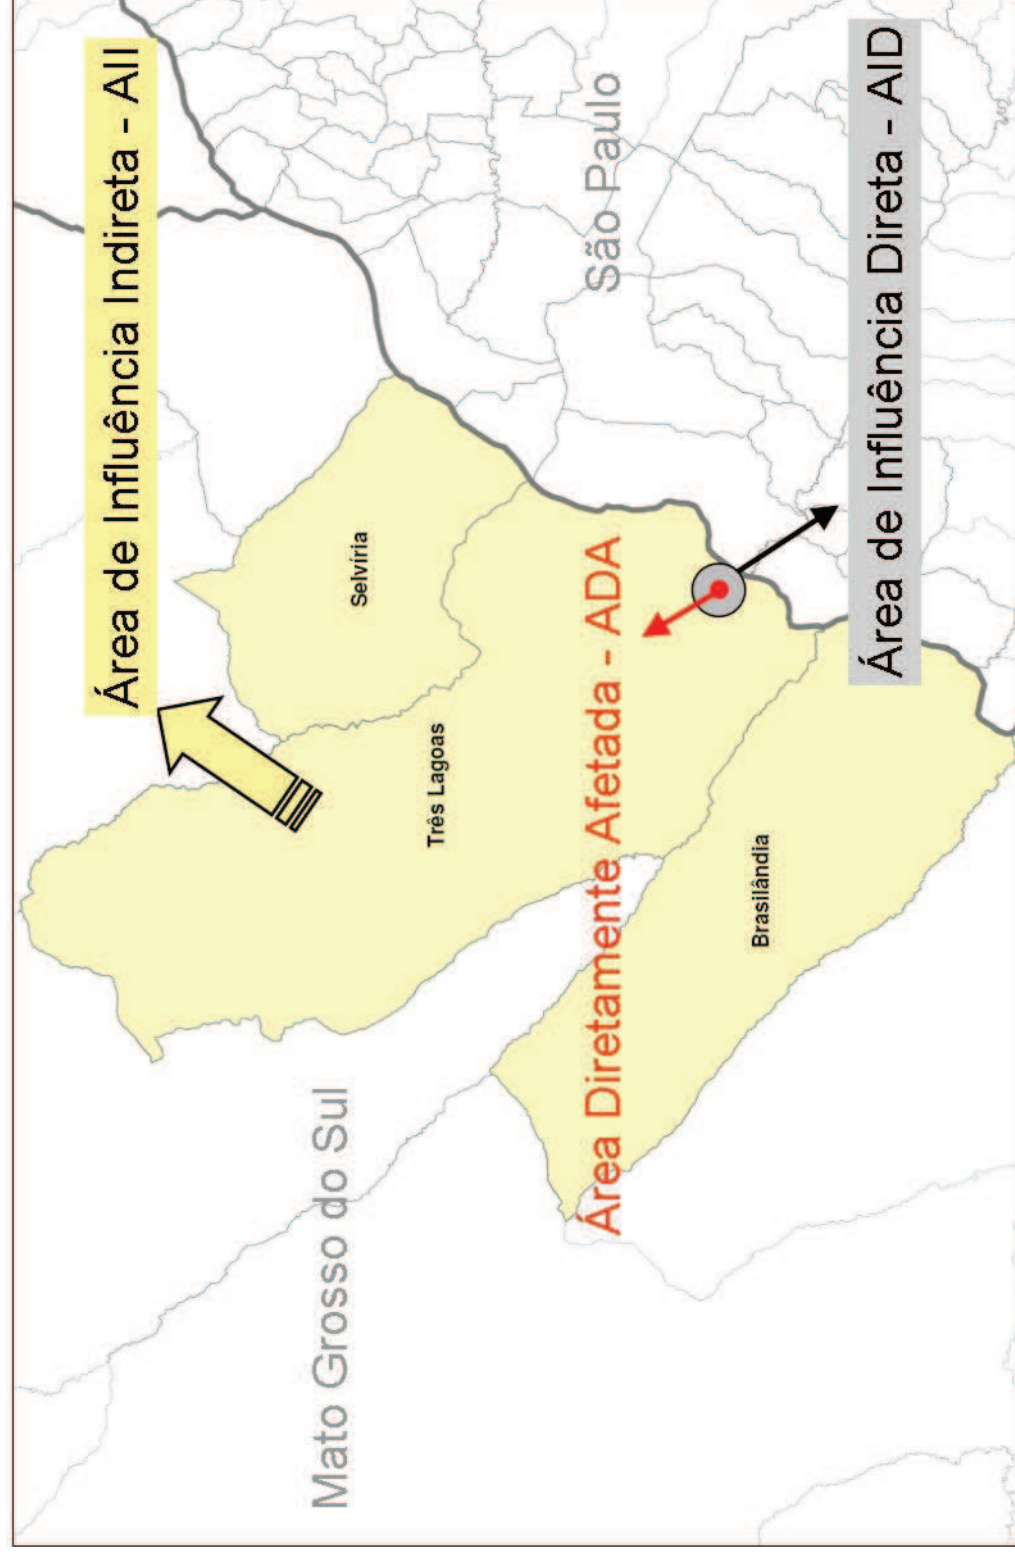 Área de Influência Indireta - AII
Selvíria
Três Lagoas
Mato Grosso do Sul
São Paulo
Área Diretamente Afetada - ADA
Brasilândia
Área de Influência Direta - AID